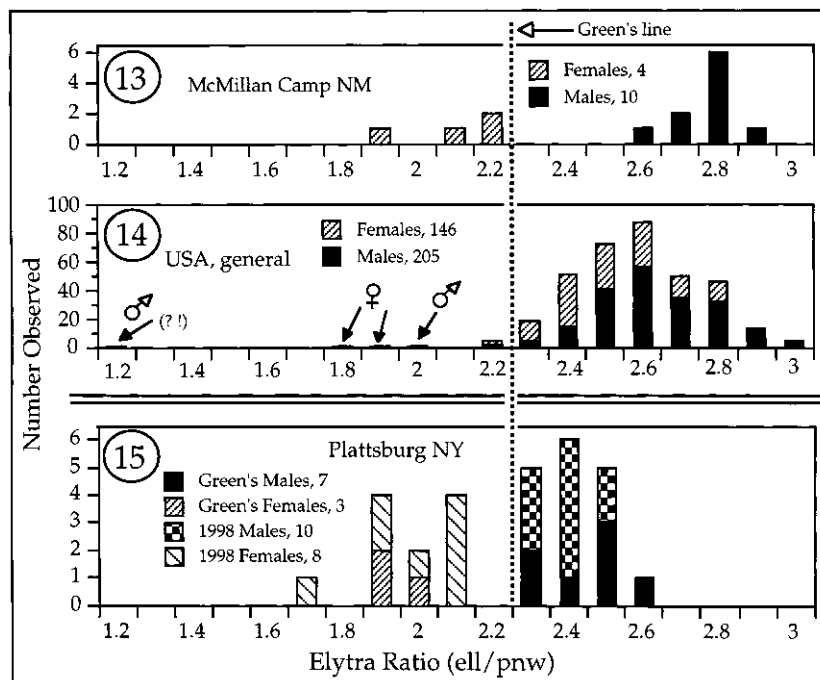 Green's line
13
McMillan Camp NM
Females, 4
Males, 10
6
4
2
0
1.2 1.4 1.6 1.8 2 2.2 2.4 2.6 2.8 3
14
USA, general
Females, 146
Males, 205
100
80
60
40
20
0
♂
(? !)
♀
♂
1.2 1.4 1.6 1.8 2 2.2 2.4 2.6 2.8 3
Number Observed
15
Plattsburg NY
Green's Males, 7
Green's Females, 3
1998 Males, 10
1998 Females, 8
6
5
4
3
2
1
0
1.2 1.4 1.6 1.8 2 2.2 2.4 2.6 2.8 3
Elytra Ratio (ell/pnw)